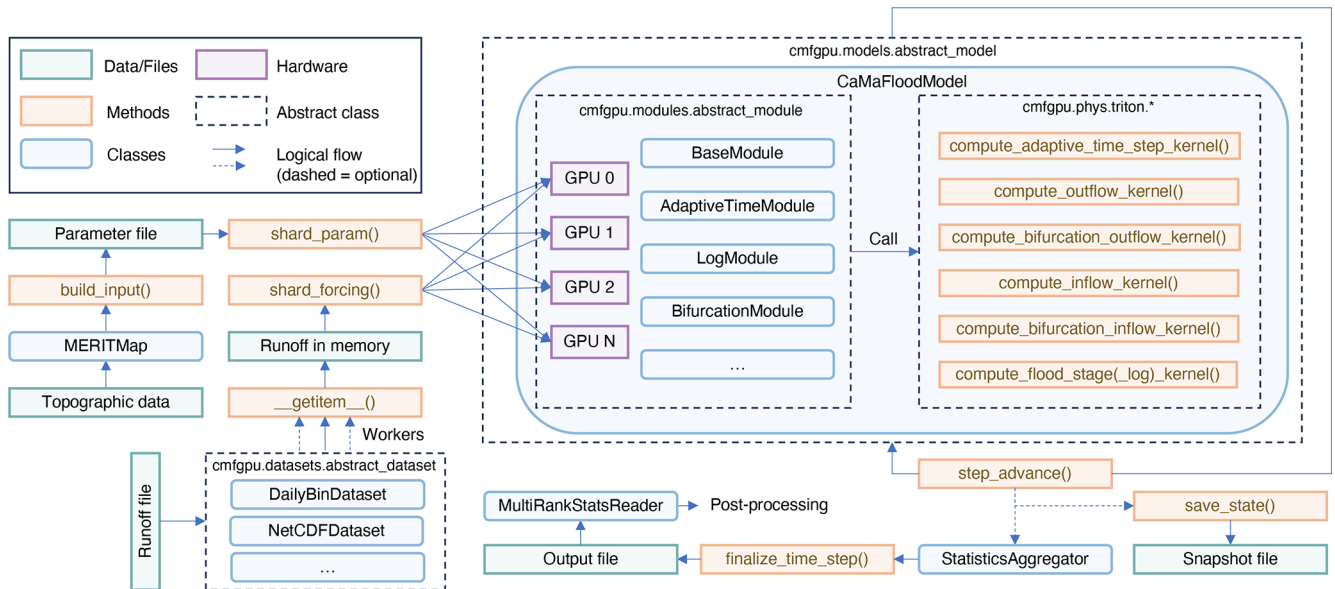 Data/Files
Hardware
Methods
Abstract class
Classes
Logical flow
(dashed = optional)
Parameter file
shard_param()
build_input()
shard_forcing()
MERITMap
Runoff in memory
Topographic data
__getitem__()
Workers
Runoff file
cmfgpu.datasets.abstract_dataset
DailyBinDataset
NetCDFDataset
...
cmfgpu.models.abstract_model
CaMaFloodModel
cmfgpu.modules.abstract_module
GPU 0
GPU 1
GPU 2
GPU N
BaseModule
AdaptiveTimeModule
LogModule
BifurcationModule
...
Call
cmfgpu.phys.triton.*
compute_adaptive_time_step_kernel()
compute_outflow_kernel()
compute_bifurcation_outflow_kernel()
compute_inflow_kernel()
compute_bifurcation_inflow_kernel()
compute_flood_stage(_log)_kernel()
step_advance()
MultiRankStatsReader
Post-processing
save_state()
Output file
finalize_time_step()
StatisticsAggregator
Snapshot file